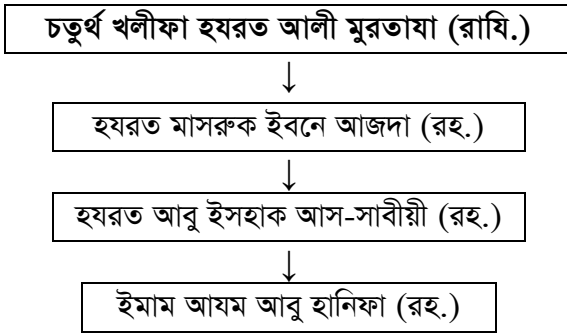 চতুর্থ খলীফা হযরত আলী মুরতাযা (রাযি.)
↓
হযরত মাসরুক ইবনে আজদা (রহ.)
↓
হযরত আবু ইসহাক আস-সাবীয়ী (রহ.)
↓
ইমাম আযম আবু হানিফা (রহ.)